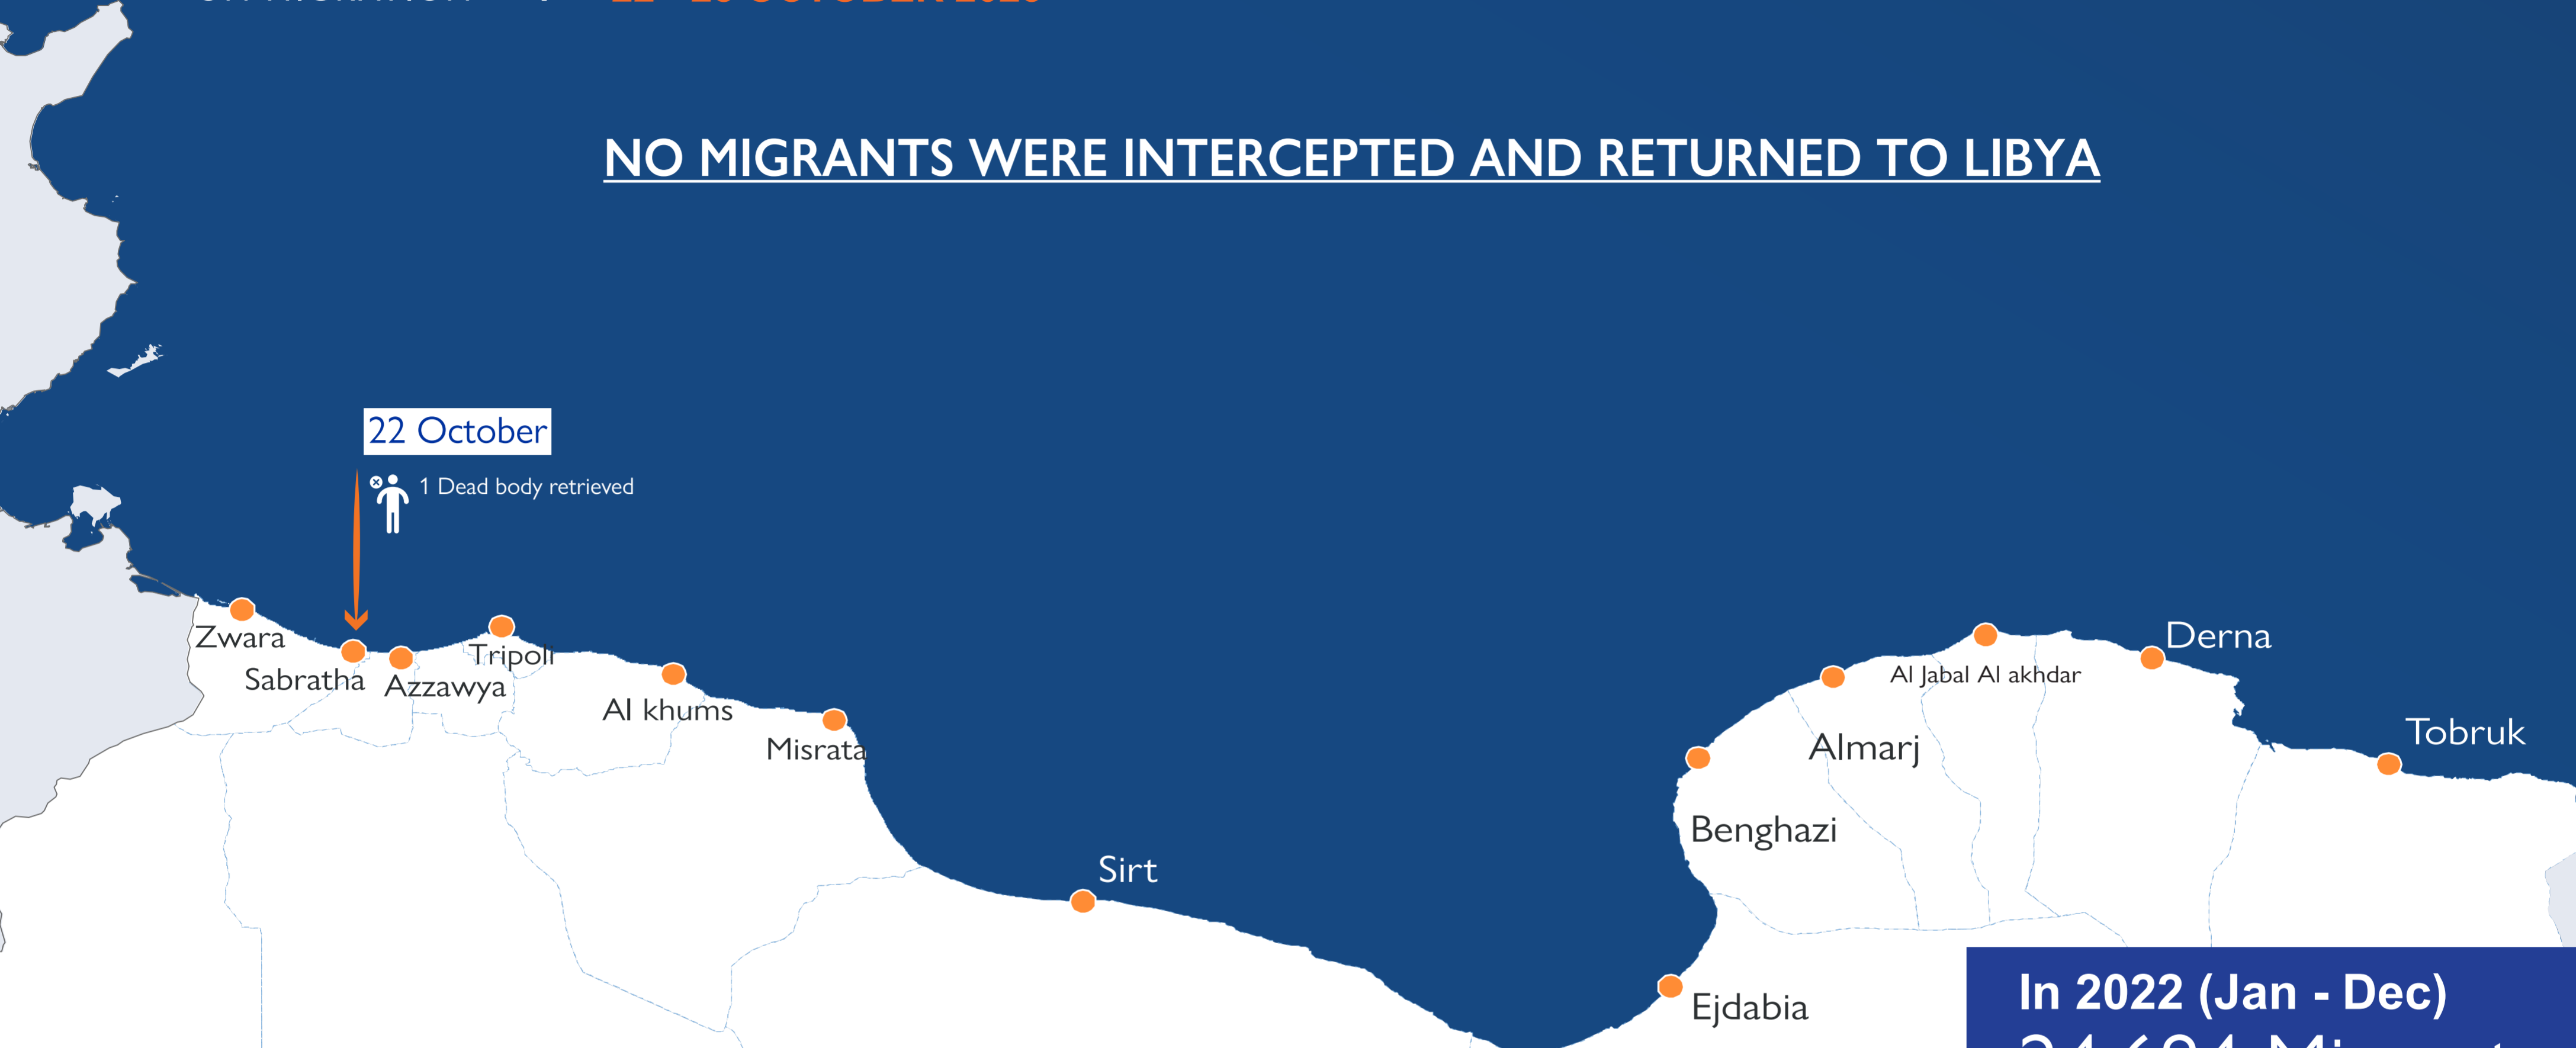 NO MIGRANTS WERE INTERCEPTED AND RETURNED TO LIBYA
22 October
1 Dead body retrieved
Zwara
Sabratha
Azzawya
Tripoli
Al khums
Misrata
Sirt
Benghazi
Almarj
Al Jabal Al akhdar
Derna
Tobruk
Ejdabia
In 2022 (Jan - Dec)